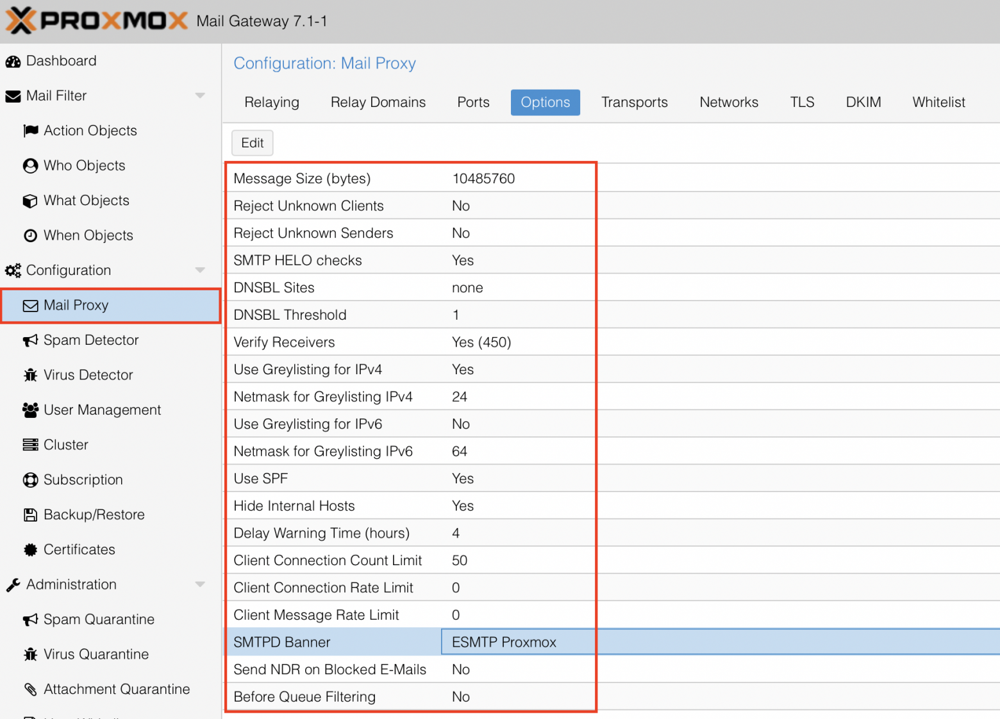 PROXMOX Mail Gateway 7.1-1
Dashboard
Mail Filter
Action Objects
Who Objects
What Objects
When Objects
Configuration
Mail Proxy
Spam Detector
Virus Detector
User Management
Cluster
Subscription
Backup/Restore
Certificates
Administration
Spam Quarantine
Virus Quarantine
Attachment Quarantine
Configuration: Mail Proxy
Relaying Relay Domains Ports Options Transports Networks TLS DKIM Whitelist
Edit
Message Size (bytes) 10485760
Reject Unknown Clients No
Reject Unknown Senders No
SMTP HELO checks Yes
DNSBL Sites none
DNSBL Threshold 1
Verify Receivers Yes (450)
Use Greylisting for IPv4 Yes
Netmask for Greylisting IPv4 24
Use Greylisting for IPv6 No
Netmask for Greylisting IPv6 64
Use SPF Yes
Hide Internal Hosts Yes
Delay Warning Time (hours) 4
Client Connection Count Limit 50
Client Connection Rate Limit 0
Client Message Rate Limit 0
SMTPD Banner ESMTP Proxmox
Send NDR on Blocked E-Mails No
Before Queue Filtering No